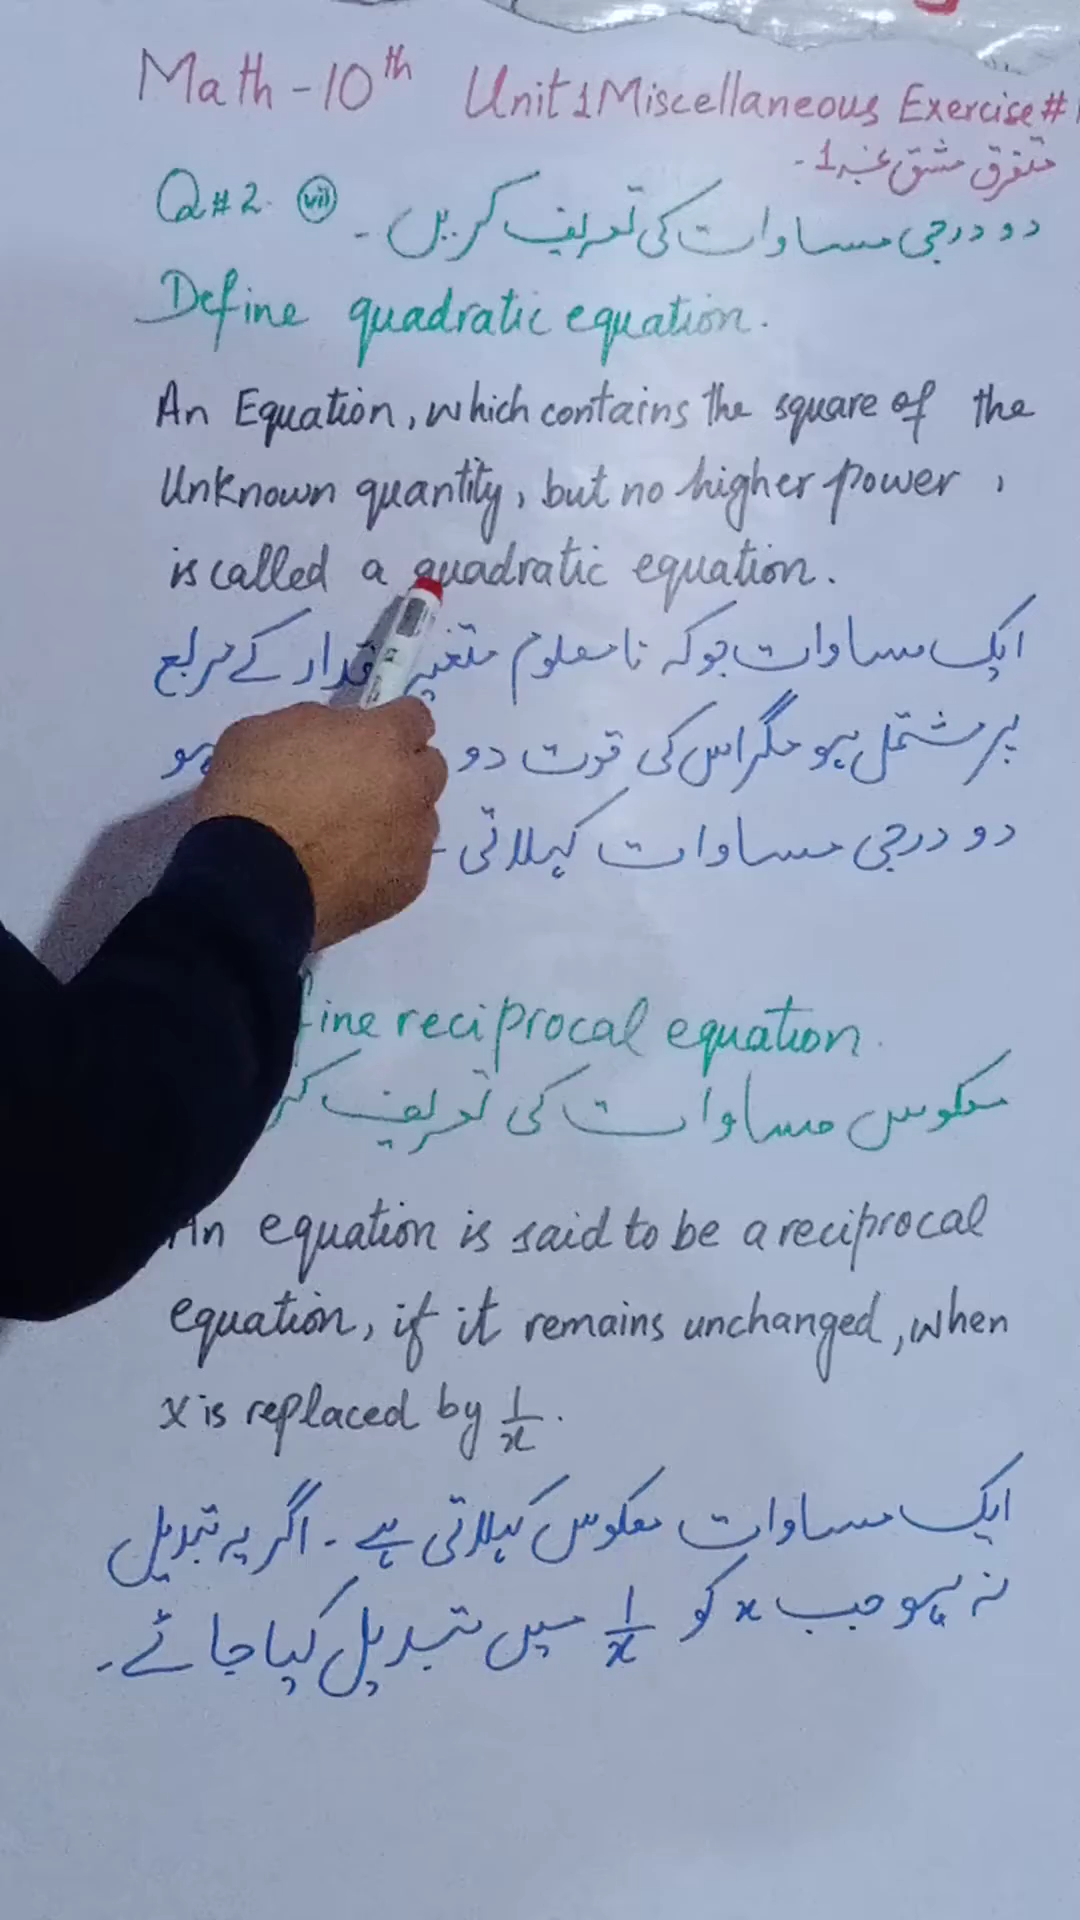 Math-10th Unit 1 Miscellaneous Exercise #
متفرق مشق نمبر 1-
Q#2. (vii) دو درجی مساوات کی تعریف کریں۔
Define quadratic equation.
An Equation, which contains the square of the
Unknown quantity, but no higher power,
is called a quadratic equation.
ایک مساوات جو کہ نا معلوم متغیر مقدار کے مربع
پر مشتمل ہو مگر اس کی قوت دو ہو
دو درجی مساوات کہلاتی
fine reciprocal equation.
معکوس مساوات کی تعریف
An equation is said to be a reciprocal
equation, if it remains unchanged, when
x is replaced by 1/x.
ایک مساوات معکوس کہلاتی ہے۔ اگر یہ تبدیل
نہ ہو جب x کو 1/x میں تبدیل کیا جائے۔